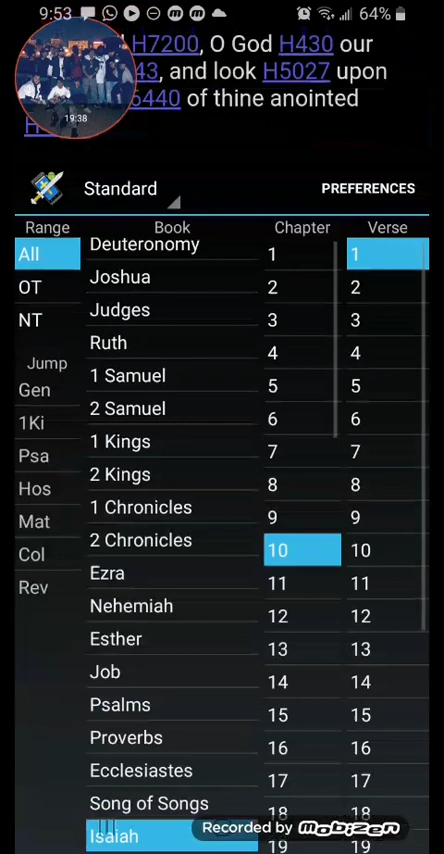 9:53 64%
H7200, O God H430 our
43, and look H5027 upon
6440 of thine anointed
19:38
Standard PREFERENCES
Range Book Chapter Verse
All Deuteronomy 1 1
OT Joshua 2 2
NT Judges 3 3
Jump Ruth 4 4
Gen 1 Samuel 5 5
2 Samuel 6 6
1Ki 1 Kings 7 7
Psa 2 Kings 8 8
Hos 1 Chronicles 9 9
Mat 2 Chronicles 10 10
Col Ezra 11 11
Rev Nehemiah 12 12
Esther 13 13
Job 14 14
Psalms 15 15
Proverbs 16 16
Ecclesiastes 17 17
Song of Songs 18 18
Isaiah 19 19
Recorded by Mobizen